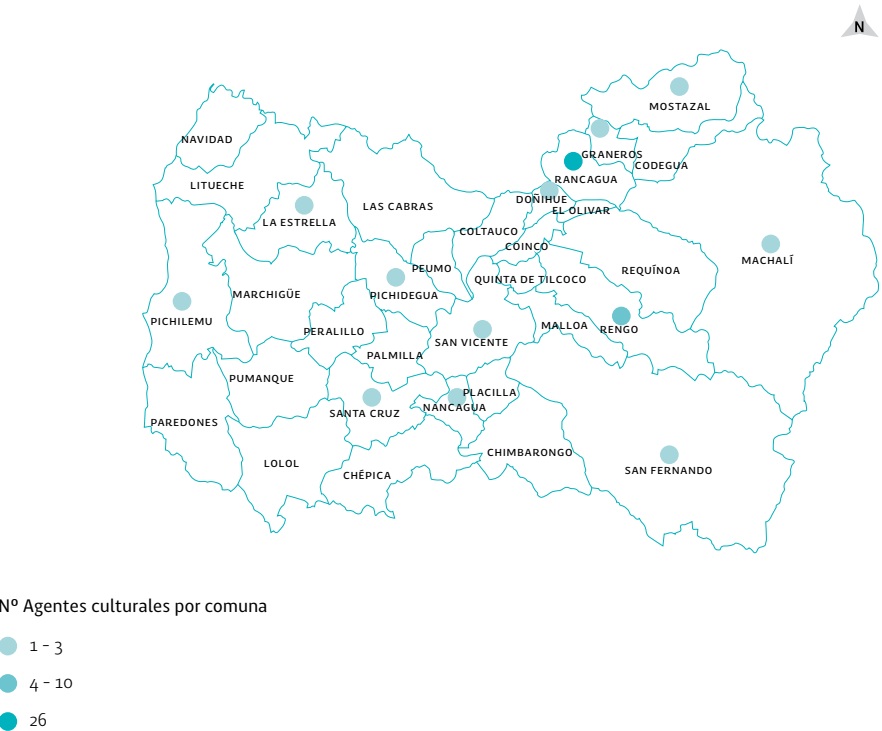 N
MOSTAZAL
NAVIDAD
GRANEROS
CODEGUA
RANCAGUA
LITUECHE
DOÑIHUE
LAS CABRAS
EL OLIVAR
LA ESTRELLA
COLTAUCO
COINCO
MACHALÍ
PEUMO
REQUÍNOA
QUINTA DE TILCOCO
MARCHIGÜE
PICHIDEGUA
PICHILEMU
MALLOA
RENGO
PERALILLO
SAN VICENTE
PALMILLA
PUMANQUE
PLACILLA
NANCAGUA
SANTA CRUZ
PAREDONES
CHIMBARONGO
LOLOL
SAN FERNANDO
CHÉPICA
Nº Agentes culturales por comuna
1 - 3
4 - 10
26